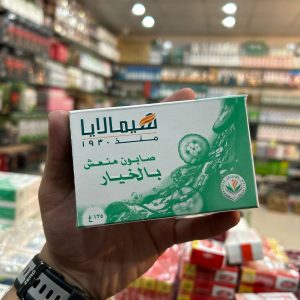 هيمالايا
منذ ١٩٣٠
صابون منعش
بالخيار
١٢٥ غ